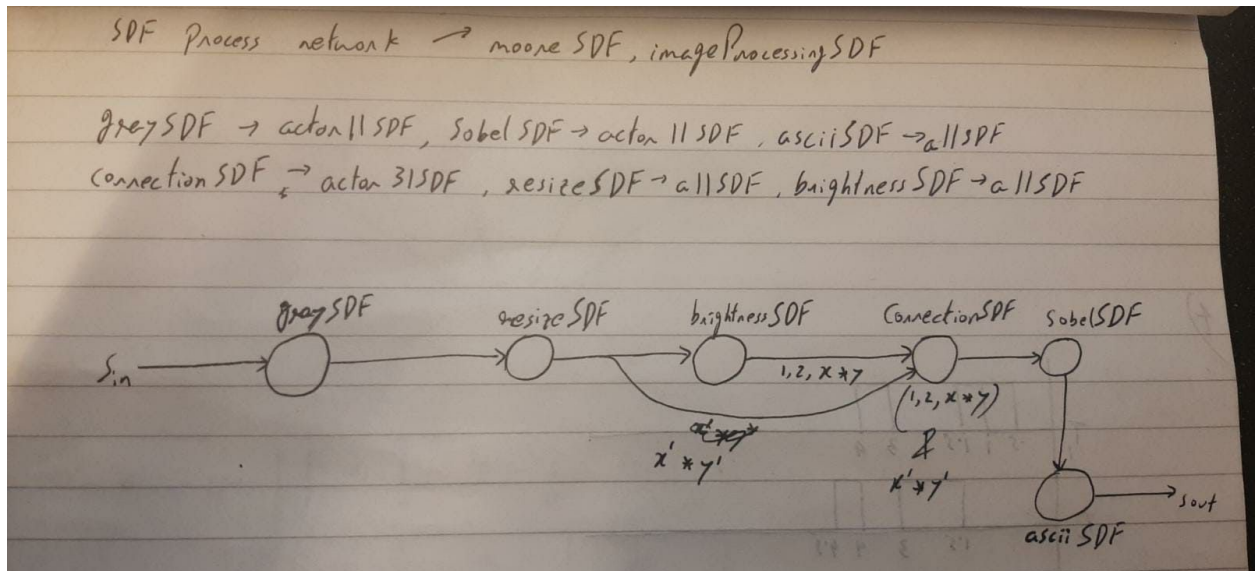 SDF Process network → mooreSDF, imageProcessingSDF
greySDF → actor11SDF, SobelSDF → actor11SDF, asciiSDF → a11SDF
ConnectionSDF → actor31SDF, resizeSDF → a11SDF, brightnessSDF → a11SDF
graySDF resizeSDF brightnessSDF ConnectionSDF SobelSDF
Sin
1, 2, x*y
(1, 2, x*y)
&
x'*y'
x'*y'
Sout
asciiSDF